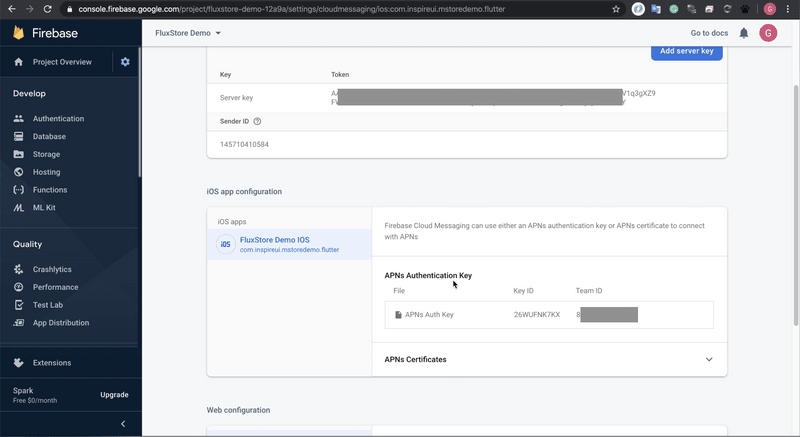 console.firebase.google.com/project/fluxstore-demo-12a9a/settings/cloudmessaging/ios:com.inspireui.mstoredemo.flutter
Firebase
FluxStore Demo
Go to docs
G
G
Project Overview
Develop
Authentication
Database
Storage
Hosting
Functions
ML Kit
Quality
Crashlytics
Performance
Test Lab
App Distribution
Extensions
Spark
Free $0/month
Upgrade
Add server key
Key Token
Server key
Sender ID
145710410584
iOS app configuration
iOS apps
iOS
FluxStore Demo IOS
com.inspireui.mstoredemo.flutter
Firebase Cloud Messaging can use either an APNs authentication key or APNs certificate to connect
with APNs
APNs Authentication Key
File Key ID Team ID
APNs Auth Key 26WUFNK7KX 8
APNs Certificates
Web configuration